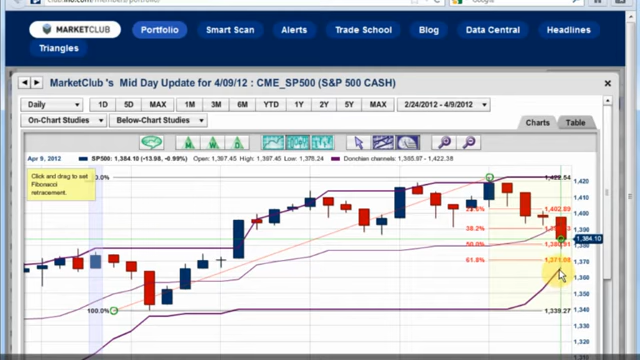 MARKETCLUB Portfolio Smart Scan Alerts Trade School Blog Data Central Headlines
Triangles
MarketClub 's Mid Day Update for 4/09/12 : CME_SP500 (S&P 500 CASH)
Daily 1D 5D MAX 1M 3M 6M YTD 1Y 2Y 5Y MAX 2/24/2012 - 4/9/2012
On-Chart Studies Below-Chart Studies Charts Table
M W D
Apr 9, 2012 SP500: 1,384.10 (-13.98, -0.99%) Open: 1,397.45 High: 1,397.45 Low: 1,378.24 Donchian channels: 1,365.97 - 1,422.38
Click and drag to set
Fibonacci
retracement.
1,422.54
1,420
1,410
1,402.89
1,400
38.2%
1,390
1,384.10
50.0%
1,380
61.8%
1,370
1,360
1,350
100.0% 1,339.27
1,340